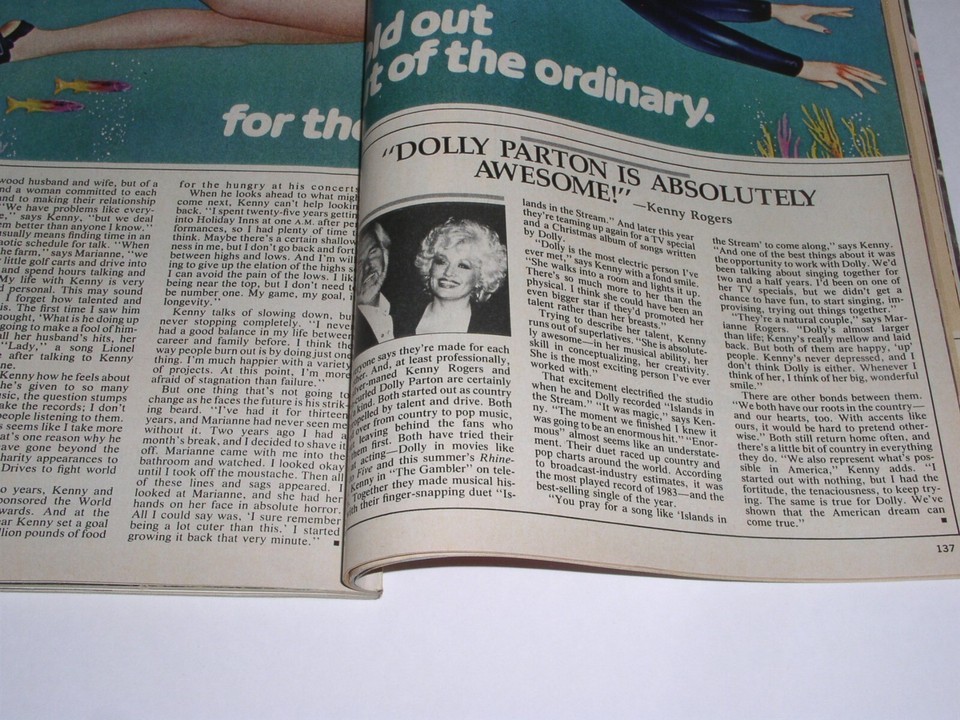 old out
t of the ordinary.
for the
wood husband and wife, but of a
nd a woman committed to each
nd to making their relationship
"We have problems like every-
e," says Kenny, "but we deal
m better than anyone I know."
sually means finding time in an
aotic schedule for talk. "When
he farm," says Marianne, "we
r little golf carts and drive into
and spend hours talking and
My life with Kenny is very
d personal. This may sound
I forget how talented and
is. The first time I saw him
ought, 'What is he doing up
going to make a fool of him-
ll her husband's hits, her
"Lady," a song Lionel
after talking to Kenny
ne.
Kenny how he feels about
he's given to so many
sic, the question stumps
ake the records; I don't
people listening to them.
s seems like I take more
at's one reason why he
ave gone beyond the
harity appearances to
Drives to fight world
o years, Kenny and
ponsored the World
wards. And at the
ar Kenny set a goal
llion pounds of food
for the hungry at his concerts
When he looks ahead to what migh
come next, Kenny can't help lookin
back. "I spent twenty-five years gettin
into Holiday Inns at one A.M. after pe
formances, so I had plenty of time t
think. Maybe there's a certain shallow
ness in me, but I don't go back and fort
between highs and lows. And I'm wil
ing to give up the elation of the highs s
I can avoid the pain of the lows. I lik
being near the top, but I don't need t
be number one. My game, my goal, i
longevity."
Kenny talks of slowing down, bu
never stopping completely. "I never
had a good balance in my life between
career and family before. I think the
way people burn out is by doing just one
thing. I'm much happier with a variety
of projects. At this point, I'm more
afraid of stagnation than failure."
But one thing that's not going to
change as he faces the future is his strik-
ing beard. "I've had it for thirteen
years, and Marianne had never seen me
without it. Two years ago I had a
month's break, and I decided to shave it
off. Marianne came with me into the
bathroom and watched. I looked okay
until I took off the moustache. Then all
of these lines and sags appeared. I
looked at Marianne, and she had her
hands on her face in absolute horror.
All I could say was, 'I sure remember
being a lot cuter than this.' I started
growing it back that very minute."
"DOLLY PARTON IS ABSOLUTELY
AWESOME!" —Kenny Rogers
yone says they're made for each
her. And, at least professionally,
ver-maned Kenny Rogers and
curled Dolly Parton are certainly
kind. Both started out as country
opelled by talent and drive. Both
over from country to pop music,
leaving behind the fans who
them first. Both have tried their
at acting—Dolly in movies like
o Five and this summer's Rhine-
Kenny in "The Gambler" on tele-
Together they made musical his-
th their finger-snapping duet "Is-
lands in the Stream." And later this year
they're teaming up again for a TV special
and a Christmas album of songs written
by Dolly.
"Dolly is the most electric person I've
ever met," says Kenny with a fond smile.
"She walks into a room and lights it up.
There's so much more to her than the
physical. I think she could have been an
even bigger star if they'd promoted her
talent rather than her breasts."
Trying to describe her talent, Kenny
runs out of superlatives. "She is absolute-
ly awesome—in her musical ability, her
skill in conceptualizing, her creativity.
She is the most exciting person I've ever
worked with."
That excitement electrified the studio
when he and Dolly recorded "Islands in
the Stream." "It was magic," says Ken-
ny. "The moment we finished I knew it
was going to be an enormous hit." "Enor-
mous" almost seems like an understate-
ment. Their duet raced up country and
pop charts around the world. According
to broadcast-industry estimates, it was
the most played record of 1983—and the
best-selling single of the year.
"You pray for a song like 'Islands in
the Stream' to come along," says Kenny.
"And one of the best things about it was
the opportunity to work with Dolly. We'd
been talking about singing together for
two and a half years. I'd been on one of
her TV specials, but we didn't get a
chance to have fun, to start singing, im-
provising, trying out things together."
"They're a natural couple," says Mar-
ianne Rogers. "Dolly's almost larger
than life; Kenny's really mellow and laid
back. But both of them are happy, 'up'
people. Kenny's never depressed, and I
don't think Dolly is either. Whenever I
think of her, I think of her big, wonderful
smile."
There are other bonds between them.
"We both have our roots in the country—
and our hearts, too. With accents like
ours, it would be hard to pretend other-
wise." Both still return home often, and
there's a little bit of country in everything
they do. "We also represent what's pos-
sible in America," Kenny adds. "I
started out with nothing, but I had the
fortitude, the tenaciousness, to keep try-
ing. The same is true for Dolly. We've
shown that the American dream can
come true."
137